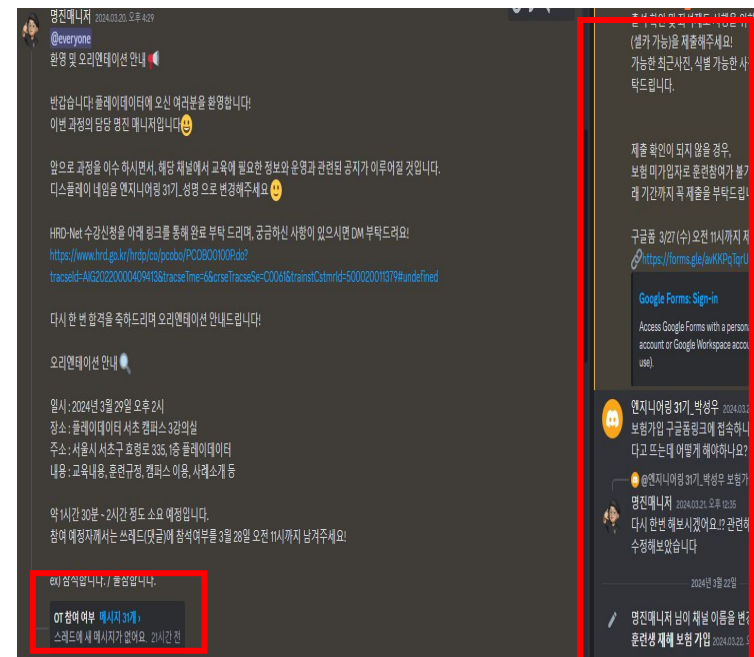 명진매니저 2024.03.20. 오후 4:29
@everyone
환영 및 오리엔테이션 안내
반갑습니다! 플레이데이터에 오신 여러분을 환영합니다!
이번 과정의 담당 명진 매니저입니다
앞으로 과정을 이수 하시면서, 해당 채널에서 교육에 필요한 정보와 운영과 관련된 공지가 이루어질 것입니다.
디스플레이 네임을 엔지니어링 31기_성명 으로 변경해주세요
HRD-Net 수강신청을 아래 링크를 통해 완료 부탁 드리며, 궁금하신 사항이 있으시면 DM 부탁드려요!
https://www.hrd.go.kr/hrdp/co/pcobo/PCOBO0100P.do?
tracseId=AIG20220000409413&tracseTme=6&crseTracseSe=C0061&trainstCstmrId=500020011379#undefined
다시 한 번 합격을 축하드리며 오리엔테이션 안내드립니다!
오리엔테이션 안내
일시 : 2024년 3월 29일 오후 2시
장소 : 플레이데이터 서초 캠퍼스 3강의실
주소 : 서울시 서초구 효령로 335, 1층 플레이데이터
내용 : 교육내용, 훈련규정, 캠퍼스 이용, 사례소개 등
약 1시간 30분 ~ 2시간 정도 소요 예정입니다.
참여 예정자께서는 쓰레드(댓글)에 참석여부를 3월 28일 오전 11시까지 남겨주세요!
ex) 참석합니다. / 불참합니다.
OT 참여 여부 메시지 31개 ›
스레드에 새 메시지가 없어요. 21시간 전
(셀카 가능)을 제출해주세요!
가능한 최근사진, 식별 가능한
탁드립니다.
제출 확인이 되지 않을 경우,
보험 미가입자로 훈련참여가
레 기간까지 꼭 제출을
구글폼 3/27 (수) 오전 11시까지
https://forms.gle/
Google Forms: Sign-in
Access Google Forms with a
account or Google Workspace
use).
엔지니어링 31기_박성우
보험가입 구글폼링크에
다고 뜨는데 어떻게 해야하나요?
@엔지니어링 31기_박성우
명진매니저 2024.03.21. 오후 12:35
다시 한번 해보시겠어요.!?
수정해보았습니다
2024년 3월 22일
명진매니저 님이 채널 이름을
훈련생 재해 보험 가입 2024.03.22.